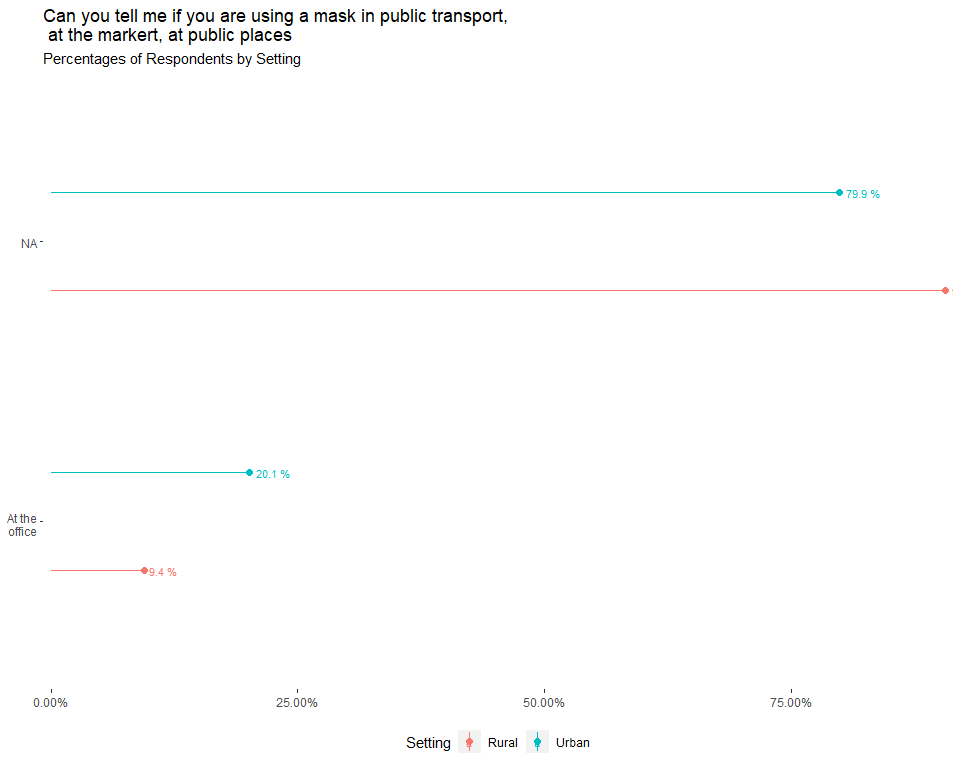 Can you tell me if you are using a mask in public transport,
at the markert, at public places
Percentages of Respondents by Setting
79.9 %
NA
20.1 %
At the
office
9.4 %
0.00%
25.00%
50.00%
75.00%
Setting
Rural
Urban